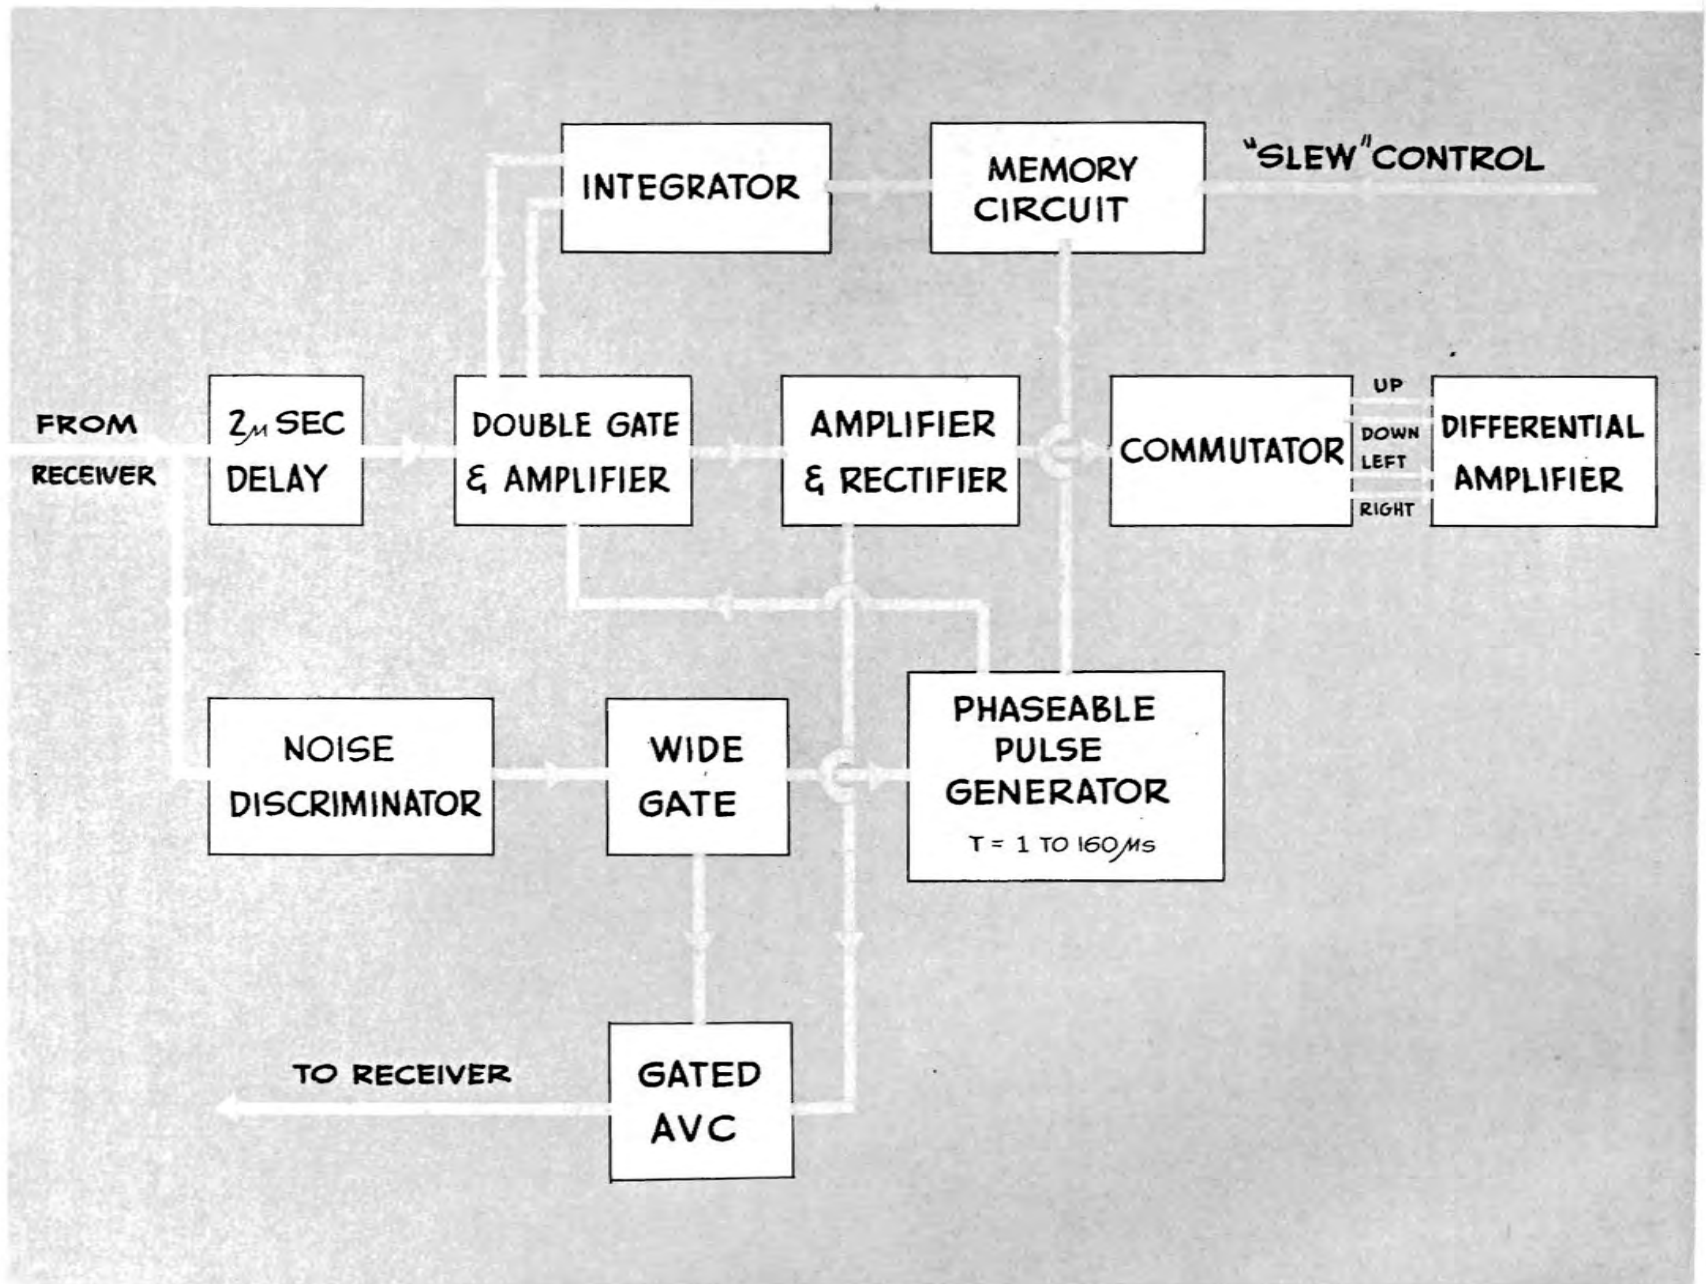 INTEGRATOR
MEMORY
CIRCUIT
"SLEW" CONTROL
FROM
RECEIVER
2μ SEC
DELAY
DOUBLE GATE
& AMPLIFIER
AMPLIFIER
& RECTIFIER
COMMUTATOR
UP
DOWN
LEFT
RIGHT
DIFFERENTIAL
AMPLIFIER
NOISE
DISCRIMINATOR
WIDE
GATE
PHASEABLE
PULSE
GENERATOR
T = 1 TO 160μs
TO RECEIVER
GATED
AVC